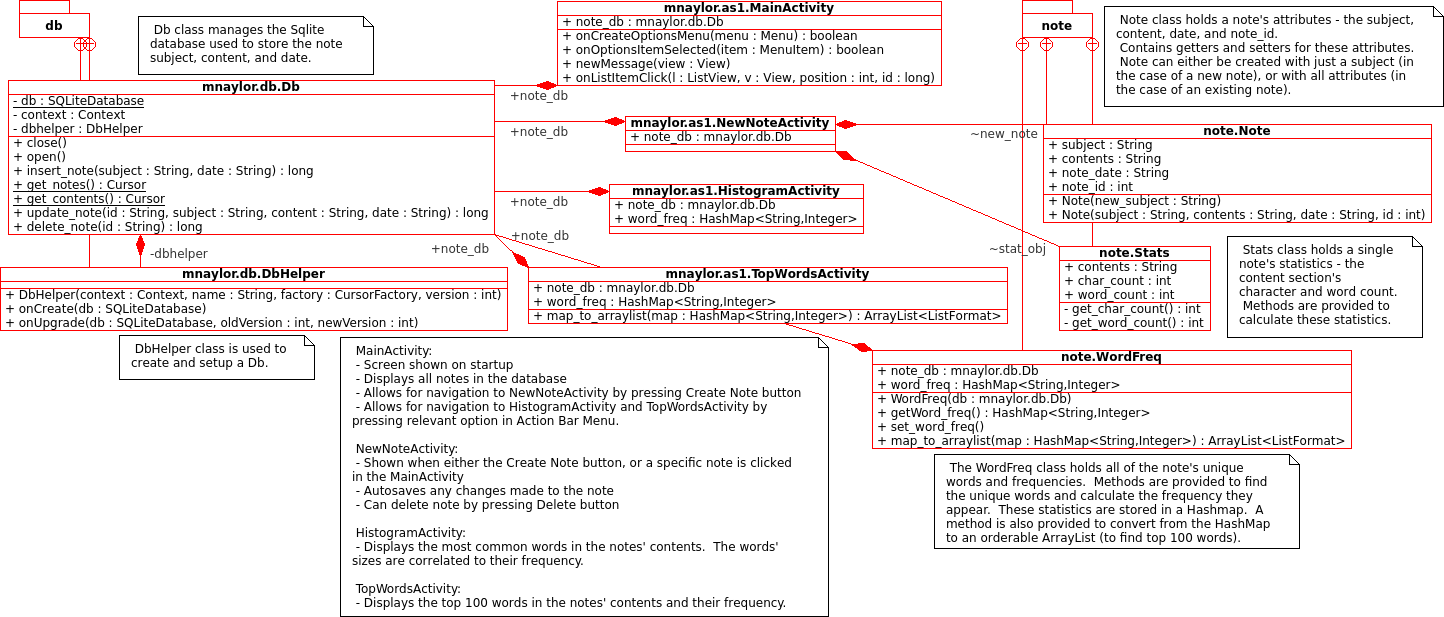 db
Db class manages the Sqlite
database used to store the note
subject, content, and date.
mnaylor.as1.MainActivity
+ note_db : mnaylor.db.Db
+ onCreateOptionsMenu(menu : Menu) : boolean
+ onOptionsItemSelected(item : MenuItem) : boolean
+ newMessage(view : View)
+ onListItemClick(l : ListView, v : View, position : int, id : long)
note
Note class holds a note's attributes - the subject,
content, date, and note_id.
Contains getters and setters for these attributes.
Note can either be created with just a subject (in
the case of a new note), or with all attributes (in
the case of an existing note).
mnaylor.db.Db
- db : SQLiteDatabase
- context : Context
- dbhelper : DbHelper
+ close()
+ open()
+ insert_note(subject : String, date : String) : long
+ get_notes() : Cursor
+ get_contents() : Cursor
+ update_note(id : String, subject : String, content : String, date : String) : long
+ delete_note(id : String) : long
+note_db
+note_db
+note_db
+note_db
+note_db
mnaylor.as1.NewNoteActivity
+ note_db : mnaylor.db.Db
~new_note
note.Note
+ subject : String
+ contents : String
+ note_date : String
+ note_id : int
+ Note(new_subject : String)
+ Note(subject : String, contents : String, date : String, id : int)
mnaylor.as1.HistogramActivity
+ note_db : mnaylor.db.Db
+ word_freq : HashMap<String,Integer>
~stat_obj
note.Stats
+ contents : String
+ char_count : int
+ word_count : int
- get_char_count() : int
- get_word_count() : int
Stats class holds a single
note's statistics - the
content section's
character and word count.
Methods are provided to
calculate these statistics.
-dbhelper
mnaylor.db.DbHelper
+ DbHelper(context : Context, name : String, factory : CursorFactory, version : int)
+ onCreate(db : SQLiteDatabase)
+ onUpgrade(db : SQLiteDatabase, oldVersion : int, newVersion : int)
mnaylor.as1.TopWordsActivity
+ note_db : mnaylor.db.Db
+ word_freq : HashMap<String,Integer>
+ map_to_arraylist(map : HashMap<String,Integer>) : ArrayList<ListFormat>
DbHelper class is used to
create and setup a Db.
MainActivity:
- Screen shown on startup
- Displays all notes in the database
- Allows for navigation to NewNoteActivity by pressing Create Note button
- Allows for navigation to HistogramActivity and TopWordsActivity by
pressing relevant option in Action Bar Menu.
NewNoteActivity:
- Shown when either the Create Note button, or a specific note is clicked
in the MainActivity
- Autosaves any changes made to the note
- Can delete note by pressing Delete button
HistogramActivity:
- Displays the most common words in the notes' contents.  The words'
sizes are correlated to their frequency.
TopWordsActivity:
- Displays the top 100 words in the notes' contents and their frequency.
note.WordFreq
+ note_db : mnaylor.db.Db
+ word_freq : HashMap<String,Integer>
+ WordFreq(db : mnaylor.db.Db)
+ getWord_freq() : HashMap<String,Integer>
+ set_word_freq()
+ map_to_arraylist(map : HashMap<String,Integer>) : ArrayList<ListFormat>
The WordFreq class holds all of the note's unique
words and frequencies.  Methods are provided to find
the unique words and calculate the frequency they
appear.  These statistics are stored in a Hashmap.  A
method is also provided to convert from the HashMap
to an orderable ArrayList (to find top 100 words).